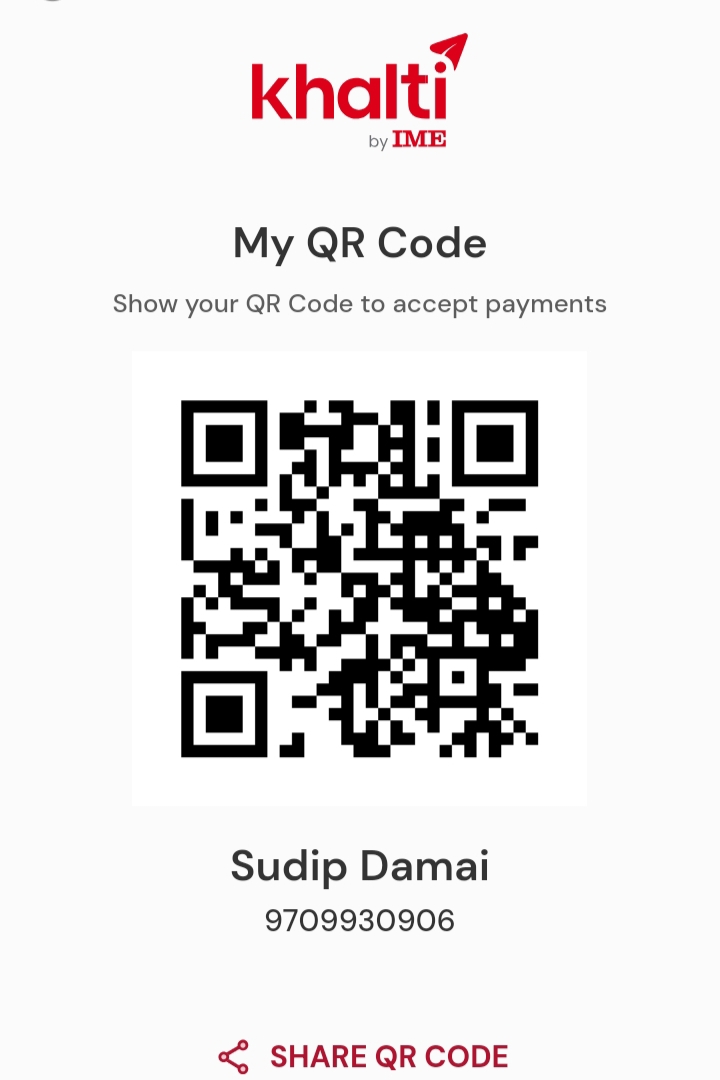 khalti
by IME
My QR Code
Show your QR Code to accept payments
Sudip Damai
9709930906
SHARE QR CODE